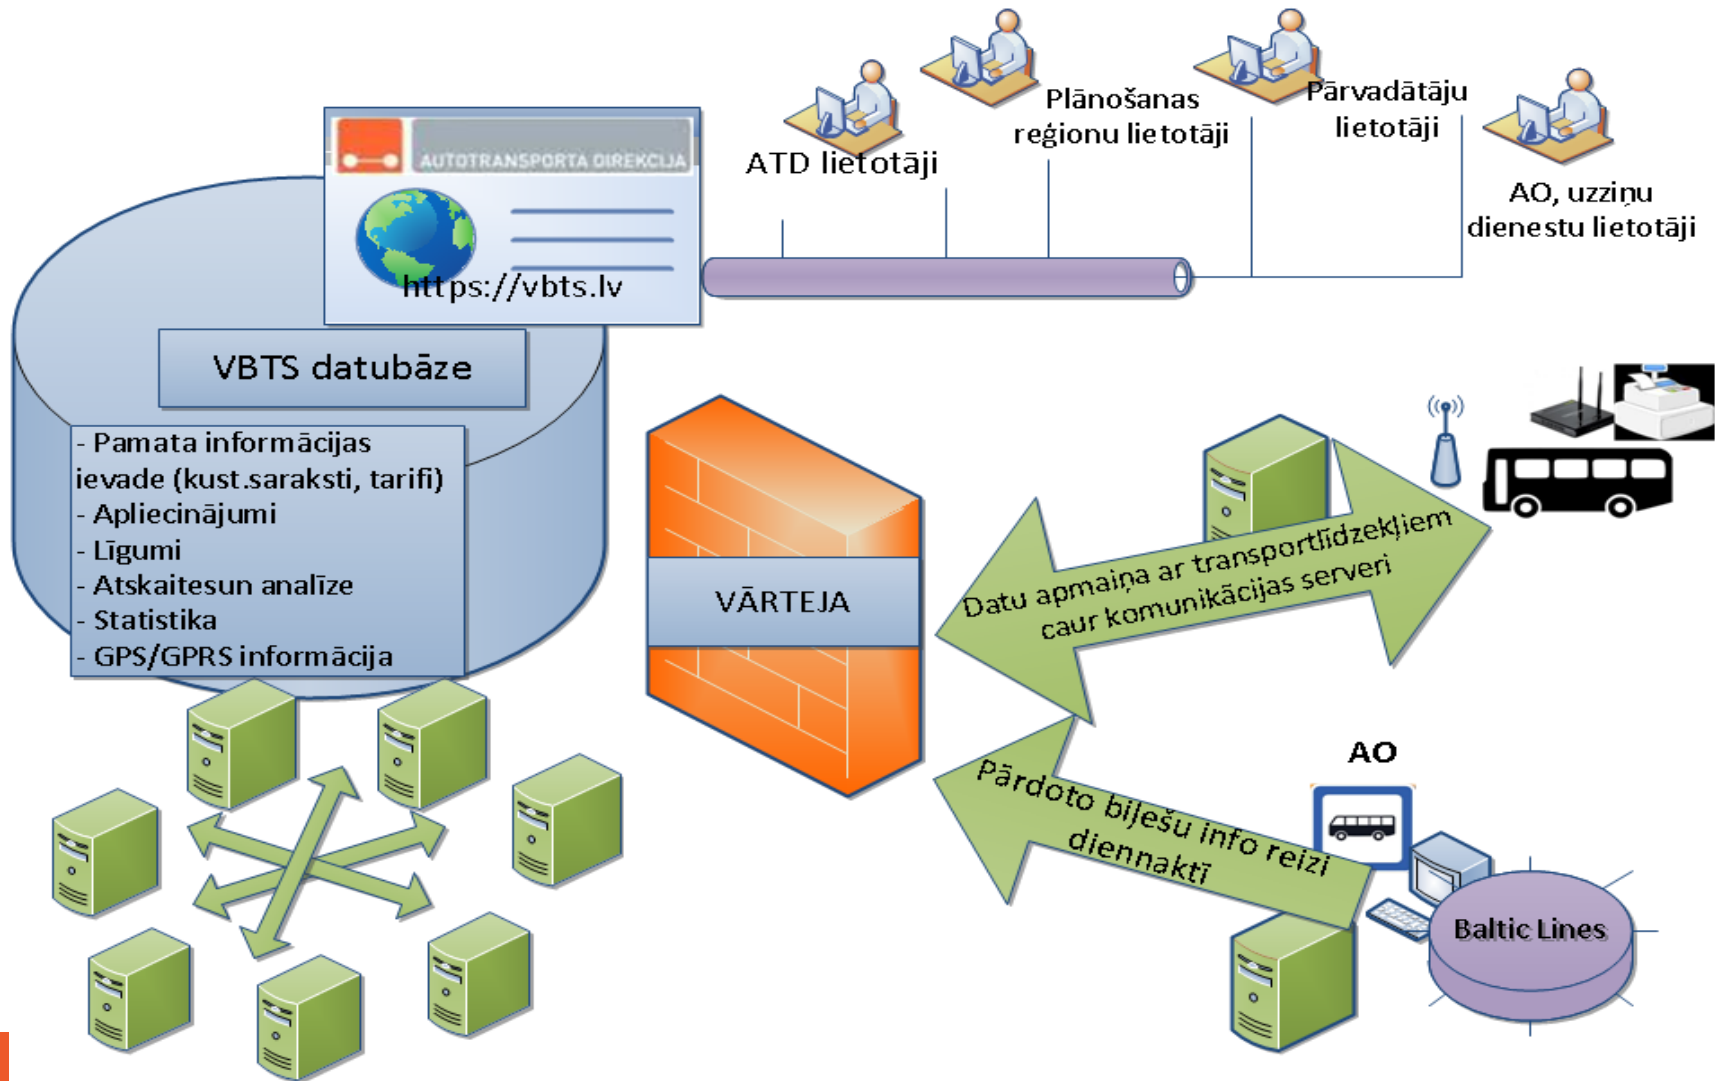 Plānošanas
reģionu lietotāji
Pārvadātāju
lietotāji
ATD lietotāji
AO, uzziņu
dienestu lietotāji
AUTOTRANSPORTA DIREKCIJA
https://vbts.lv
VBTS datubāze
- Pamata informācijas
ievade (kust.saraksti, tarifi)
- Apliecinājumi
- Līgumi
- Atskaitesun analīze
- Statistika
- GPS/GPRS informācija
VĀRTEJA
Datu apmaiņa ar transportlīdzekļiem
caur komunikācijas serveri
AO
Pārdoto biļešu info reizi
diennaktī
Baltic Lines